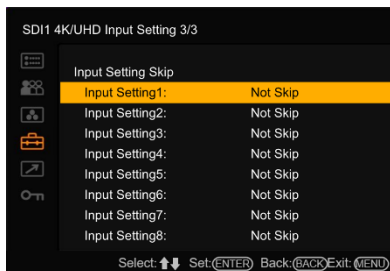 SDI1 4K/UHD Input Setting 3/3
Input Setting Skip
Input Setting1: Not Skip
Input Setting2: Not Skip
Input Setting3: Not Skip
Input Setting4: Not Skip
Input Setting5: Not Skip
Input Setting6: Not Skip
Input Setting7: Not Skip
Input Setting8: Not Skip
Select: ⬆⬇ Set:ENTER Back:BACK Exit: MENU